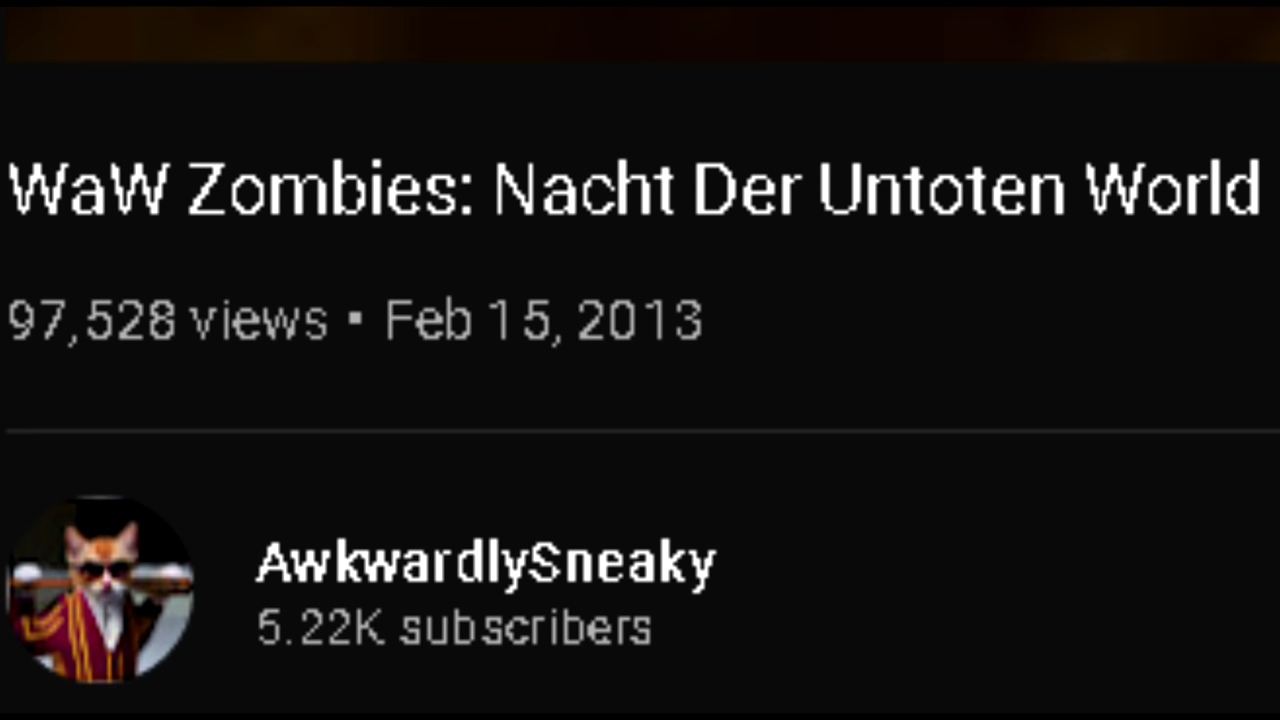 WaW Zombies: Nacht Der Untoten World
97,528 views • Feb 15, 2013
AwkwardlySneaky
5.22K subscribers